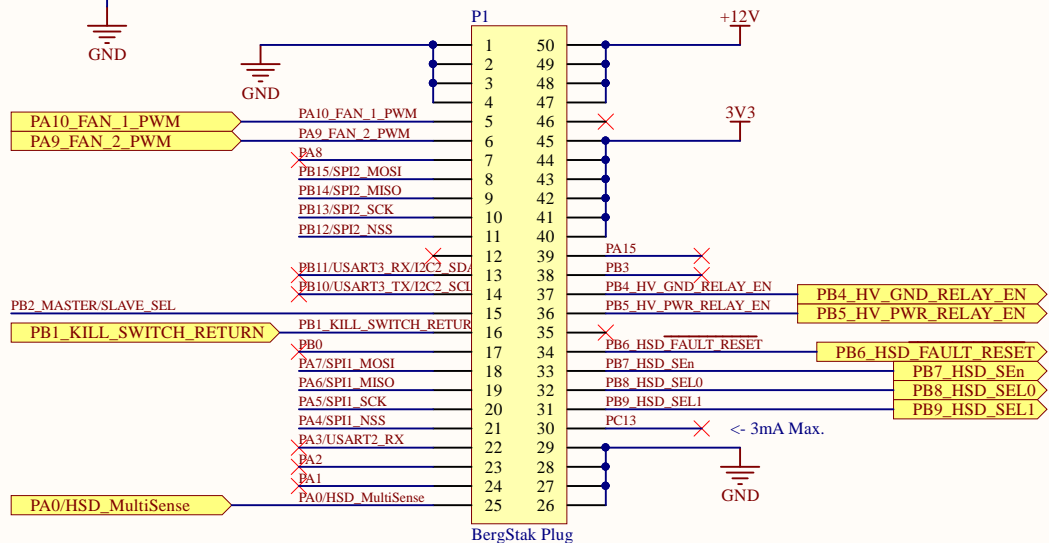 GND
P1
+12V
GND
1 50
2 49
3 48
4 47
PA10_FAN_1_PWM PA10_FAN_1_PWM 5 46
PA9_FAN_2_PWM PA9_FAN_2_PWM 6 45 3V3
PA8 7 44
PB15/SPI2_MOSI 8 43
PB14/SPI2_MISO 9 42
PB13/SPI2_SCK 10 41
PB12/SPI2_NSS 11 40
12 39 PA15
PB11/USART3_RX/I2C2_SDA 13 38 PB3
PB10/USART3_TX/I2C2_SCL 14 37 PB4_HV_GND_RELAY_EN PB4_HV_GND_RELAY_EN
PB2_MASTER/SLAVE_SEL 15 36 PB5_HV_PWR_RELAY_EN PB5_HV_PWR_RELAY_EN
PB1_KILL_SWITCH_RETURN PB1_KILL_SWITCH_RETUR 16 35
PB0 17 34 PB6_HSD_FAULT_RESET PB6_HSD_FAULT_RESET
PA7/SPI1_MOSI 18 33 PB7_HSD_SEn PB7_HSD_SEn
PA6/SPI1_MISO 19 32 PB8_HSD_SEL0 PB8_HSD_SEL0
PA5/SPI1_SCK 20 31 PB9_HSD_SEL1 PB9_HSD_SEL1
PA4/SPI1_NSS 21 30 PC13 <- 3mA Max.
PA3/USART2_RX 22 29
PA2 23 28
PA1 24 27 GND
PA0/HSD_MultiSense PA0/HSD_MultiSense 25 26
BergStak Plug